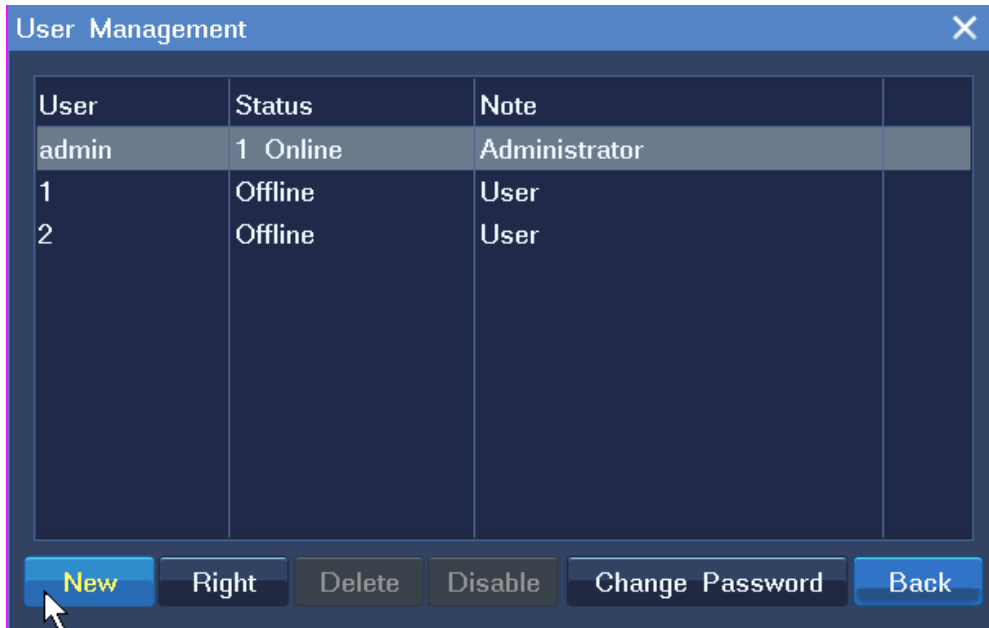 User Management
User Status Note
admin 1 Online Administrator
1 Offline User
2 Offline User
New Right Delete Disable Change Password Back